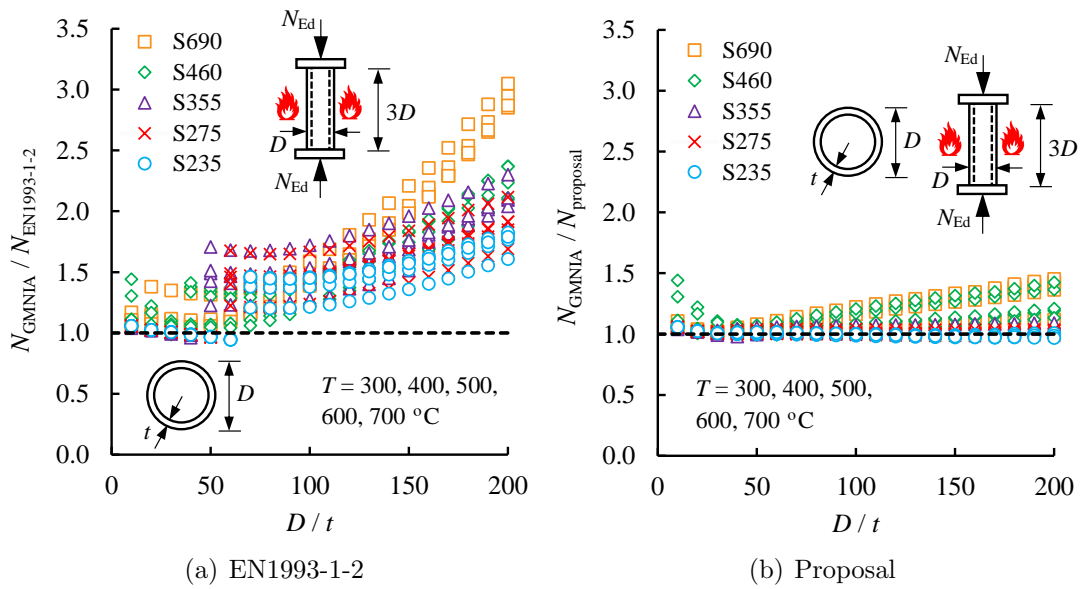 3.5
3.0
2.5
2.0
1.5
1.0
0.5
0.0
N_GMNIA / N_EN1993-1-2
S690
S460
S355
S275
S235
N_Ed
3D
D
N_Ed
D
t
T = 300, 400, 500,
600, 700 °C
0
50
100
150
200
D / t
(a) EN1993-1-2
3.5
3.0
2.5
2.0
1.5
1.0
0.5
0.0
N_GMNIA / N_proposal
S690
S460
S355
S275
S235
D
t
N_Ed
3D
D
N_Ed
T = 300, 400, 500,
600, 700 °C
0
50
100
150
200
D / t
(b) Proposal